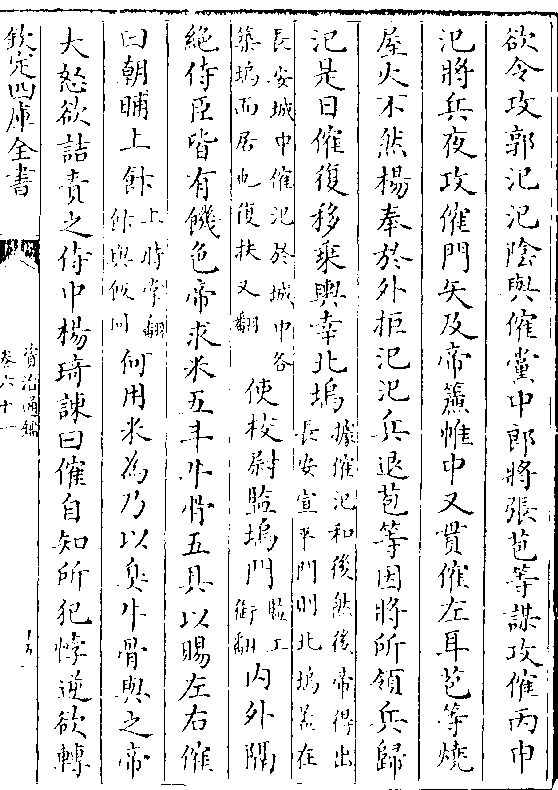 欲令攻郭汜汜陰與傕黨中郎將張苞等謀攻傕丙申
汜將兵夜攻傕門矢及帝簾帷中又貫傕左耳苞等燒
屋火不然楊奉於外拒汜汜兵退苞等因將所領兵歸
汜是日傕復移乘輿幸北塢
據傕汜和後然後帝得出
長安宣平門則北塢葢在
長安城中傕汜於城中各
築塢而居也復扶又翻
使校尉監塢門
監工
銜翻
内外隔
絶侍臣皆有饑色帝求米五斗牛骨五具以賜左右傕
曰朝晡上飰
上時掌翻
飰與飯同
何用米為乃以臭牛骨與之帝
大怒欲詰責之侍中楊琦諫曰傕自知所犯悖逆欲轉
欽定四庫全書
資治通鑑
卷六十一